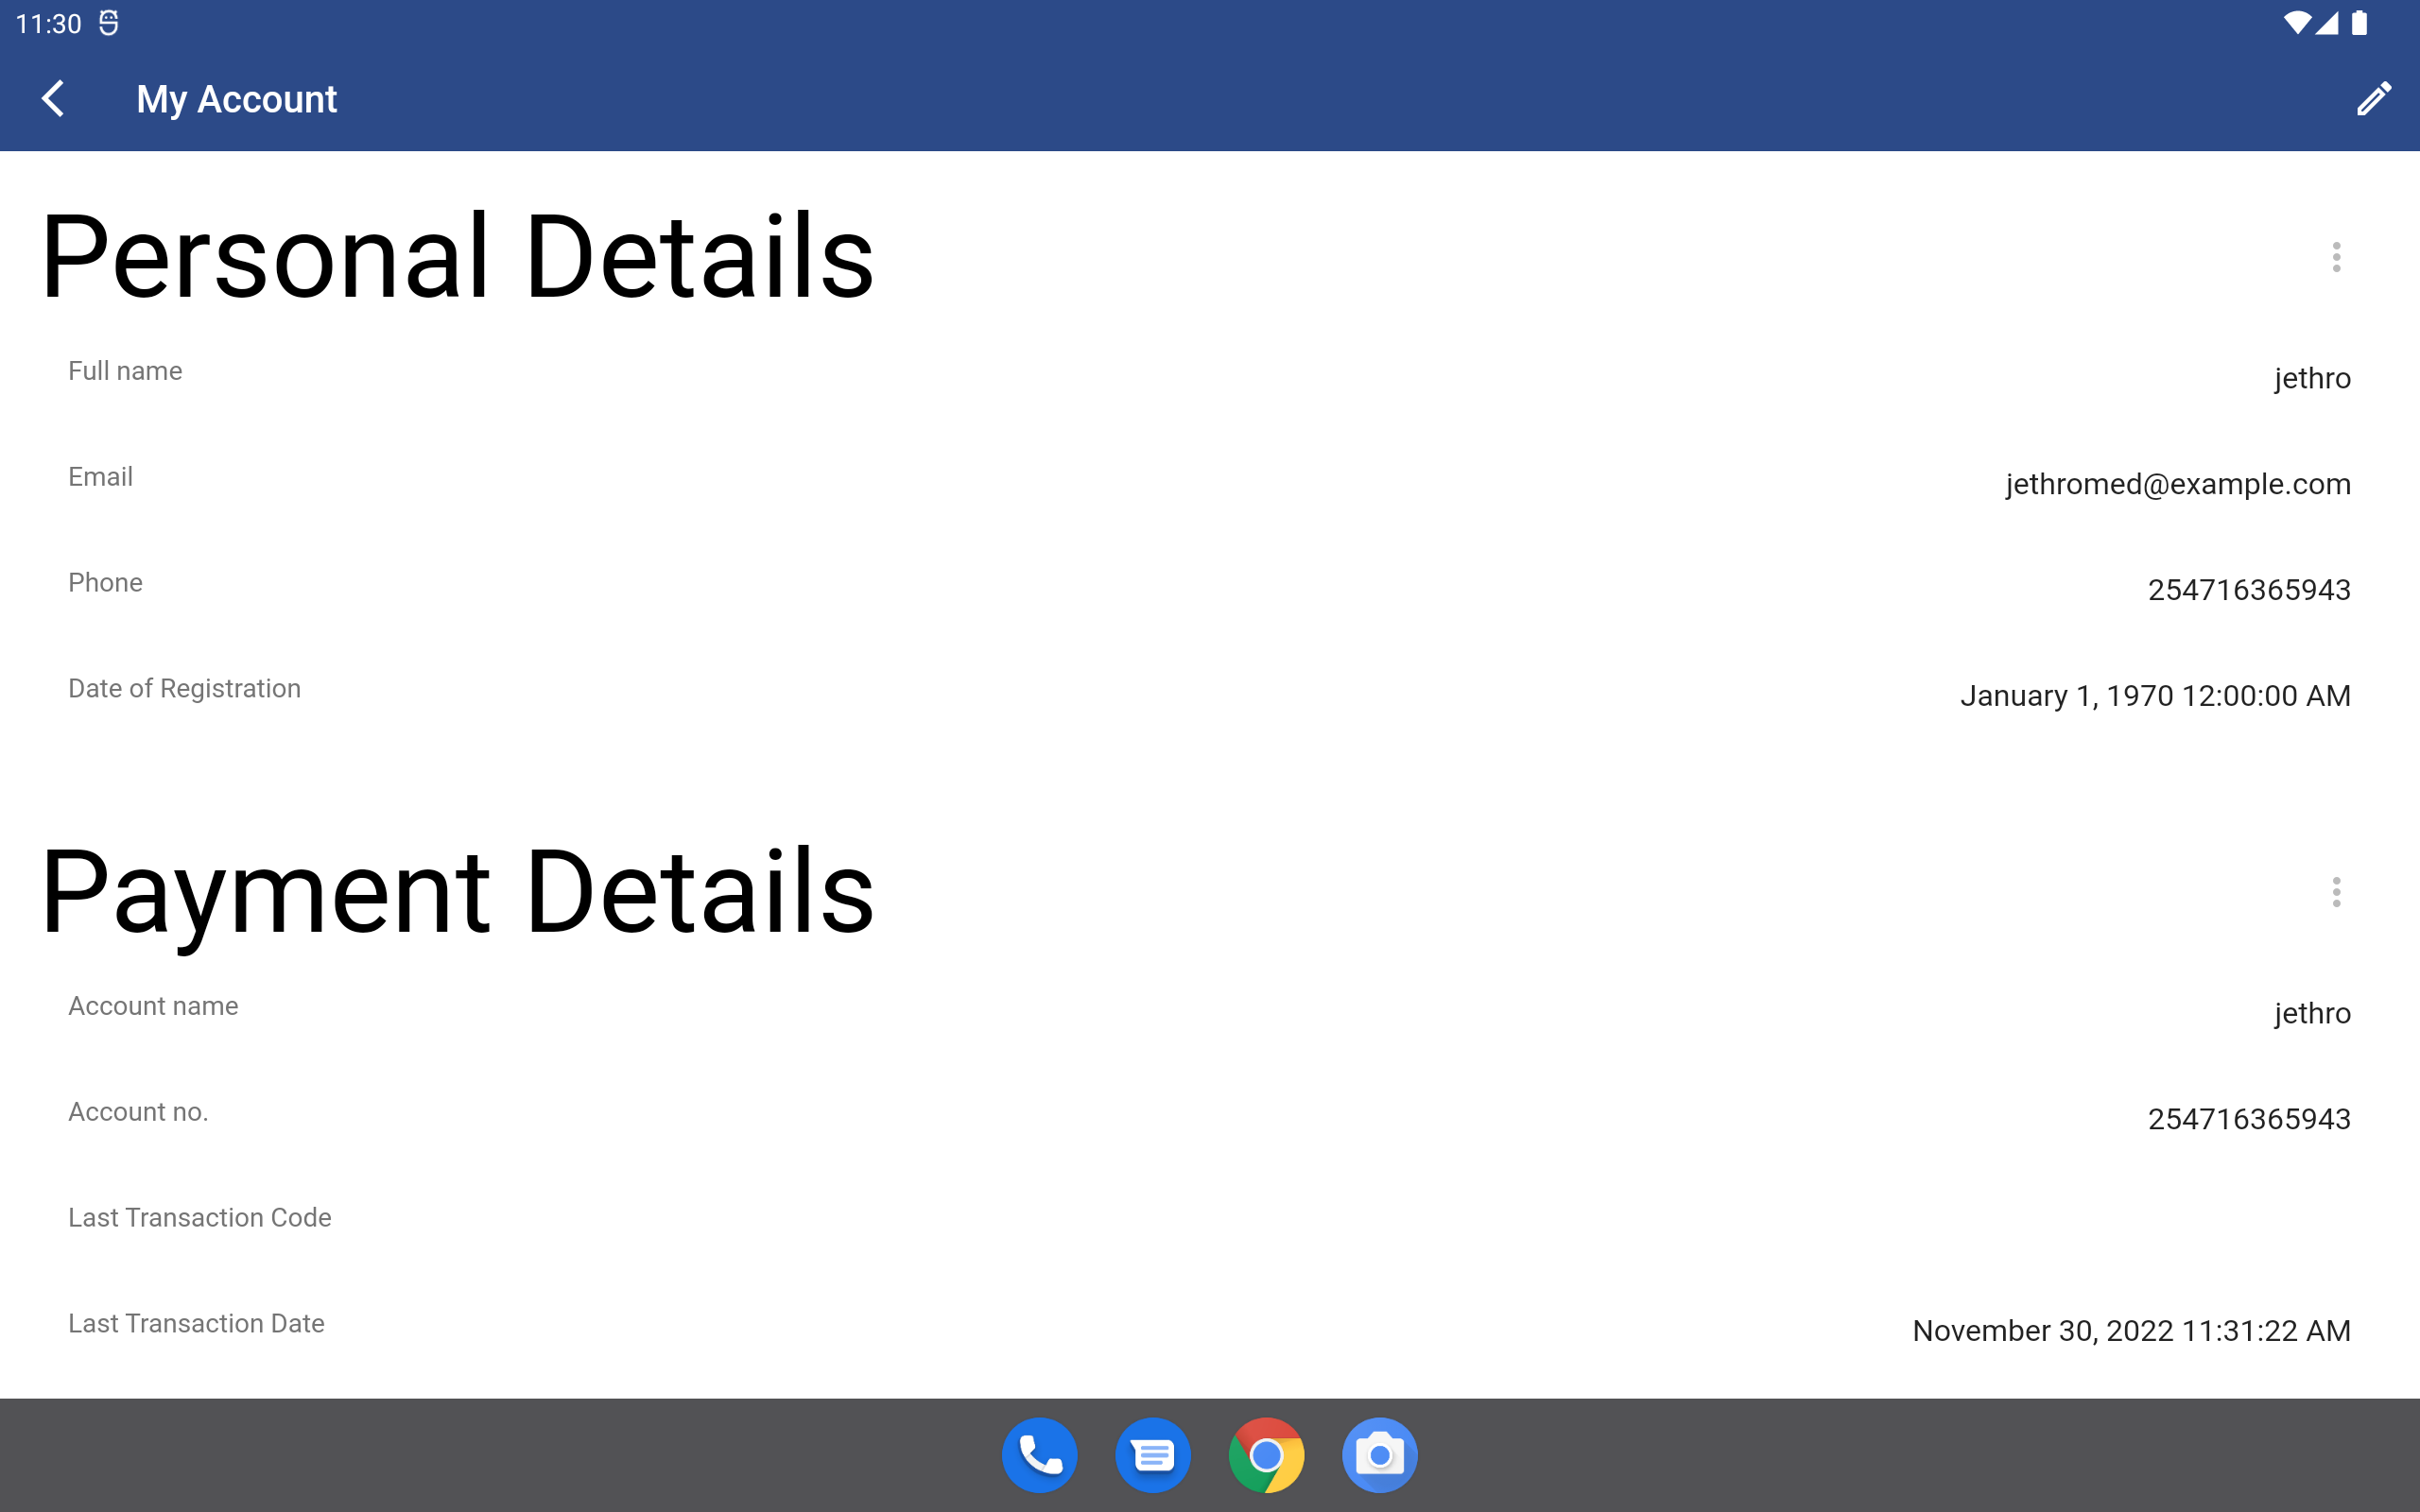 11:30
My Account
Personal Details
Full name jethro
Email jethromed@example.com
Phone 254716365943
Date of Registration January 1, 1970 12:00:00 AM
Payment Details
Account name jethro
Account no. 254716365943
Last Transaction Code
Last Transaction Date November 30, 2022 11:31:22 AM